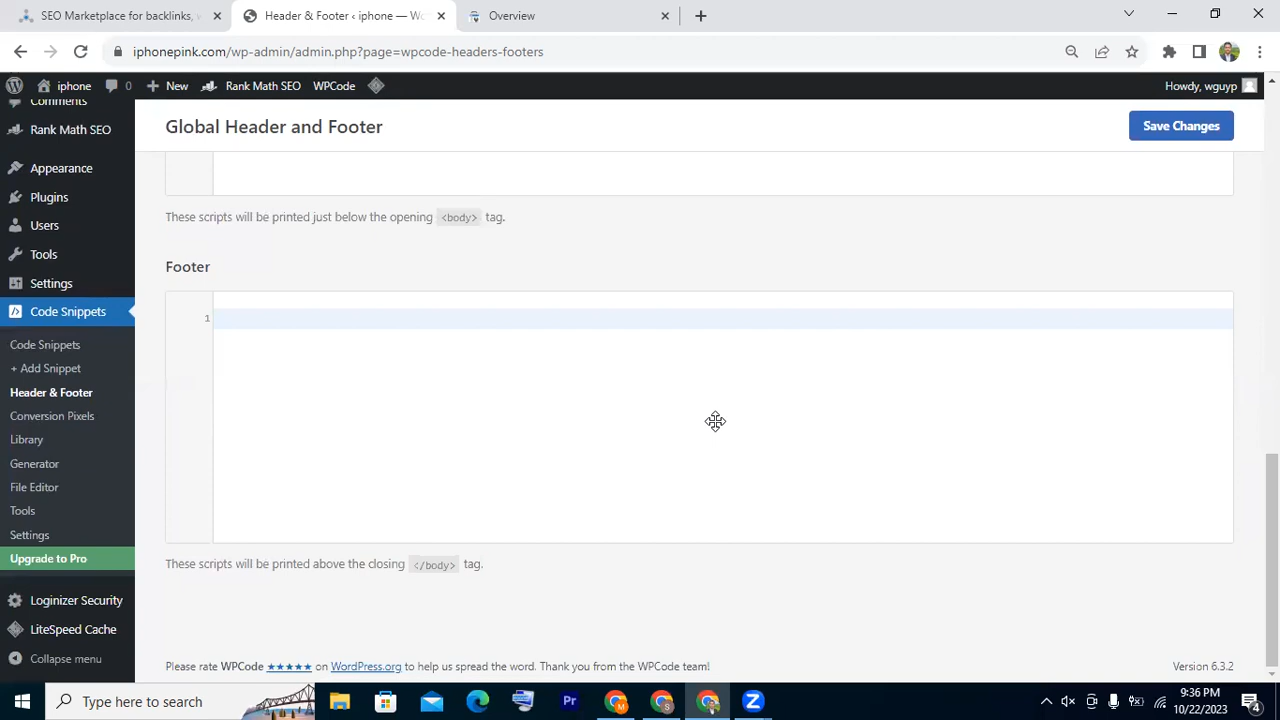 SEO Marketplace for backlinks,
Header & Footer ‹ iphone — Wo
Overview
iphonepink.com/wp-admin/admin.php?page=wpcode-headers-footers
iphone
0
New
Rank Math SEO
WPCode
Howdy, wguyp
Comments
Rank Math SEO
Appearance
Plugins
Users
Tools
Settings
Code Snippets
Code Snippets
+ Add Snippet
Header & Footer
Conversion Pixels
Library
Generator
File Editor
Tools
Settings
Upgrade to Pro
Loginizer Security
LiteSpeed Cache
Collapse menu
Global Header and Footer
Save Changes
These scripts will be printed just below the opening <body> tag.
Footer
1
These scripts will be printed above the closing </body> tag.
Please rate WPCode ★★★★★ on WordPress.org to help us spread the word. Thank you from the WPCode team!
Version 6.3.2
Type here to search
Pr
M
S
Z
9:36 PM
10/22/2023
4